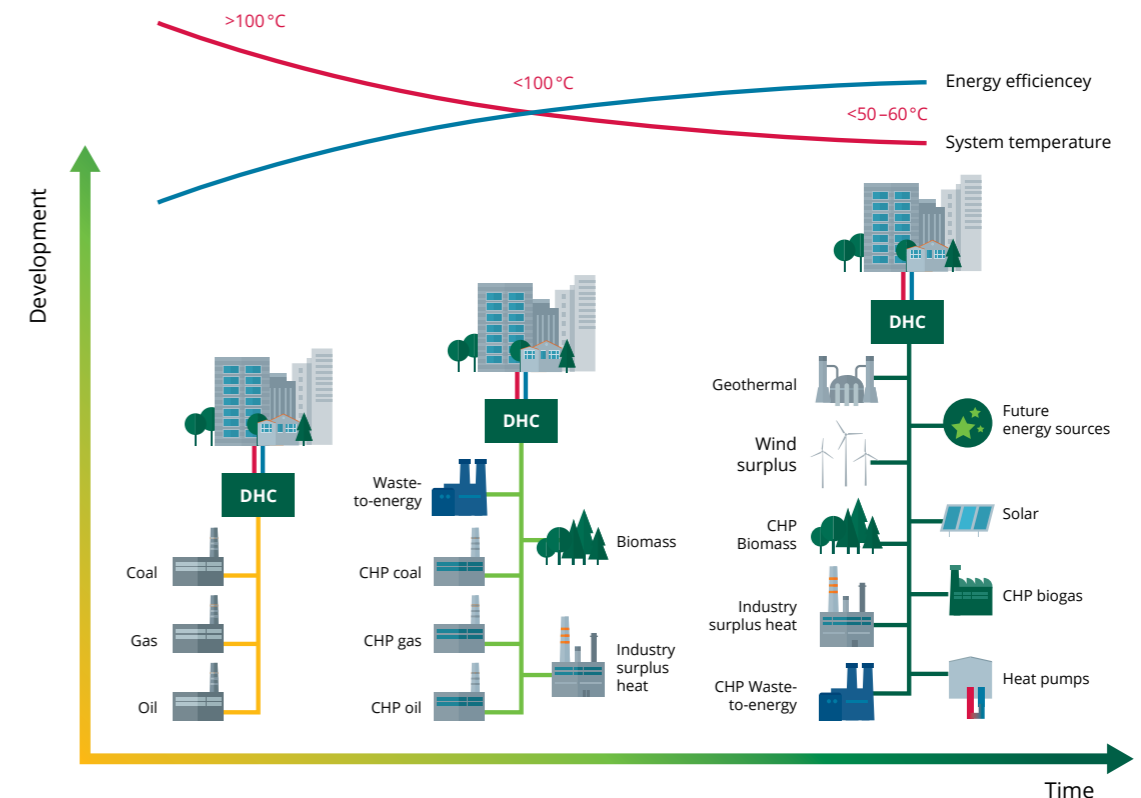 >100 °C
<100 °C
Energy efficiencey
<50–60 °C
System temperature
Development
DHC
Coal
Gas
Oil
DHC
Waste-
to-energy
Biomass
CHP coal
CHP gas
Industry
surplus
heat
CHP oil
DHC
Geothermal
Future
energy sources
Wind
surplus
Solar
CHP
Biomass
CHP biogas
Industry
surplus heat
Heat pumps
CHP Waste-
to-energy
Time